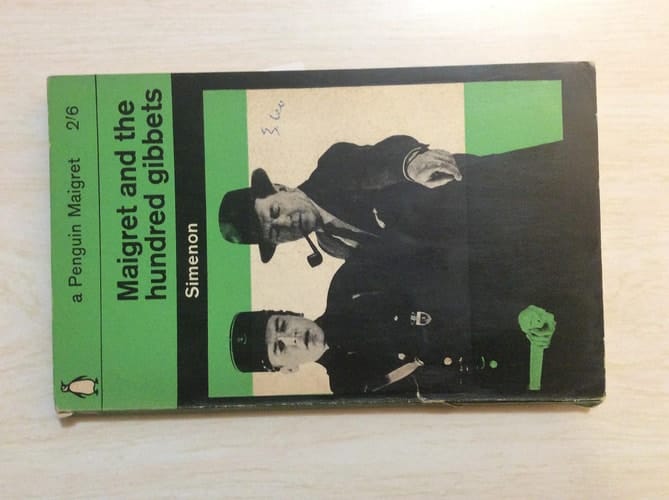 a Penguin Maigret 2/6
Maigret and the
hundred gibbets
Simenon